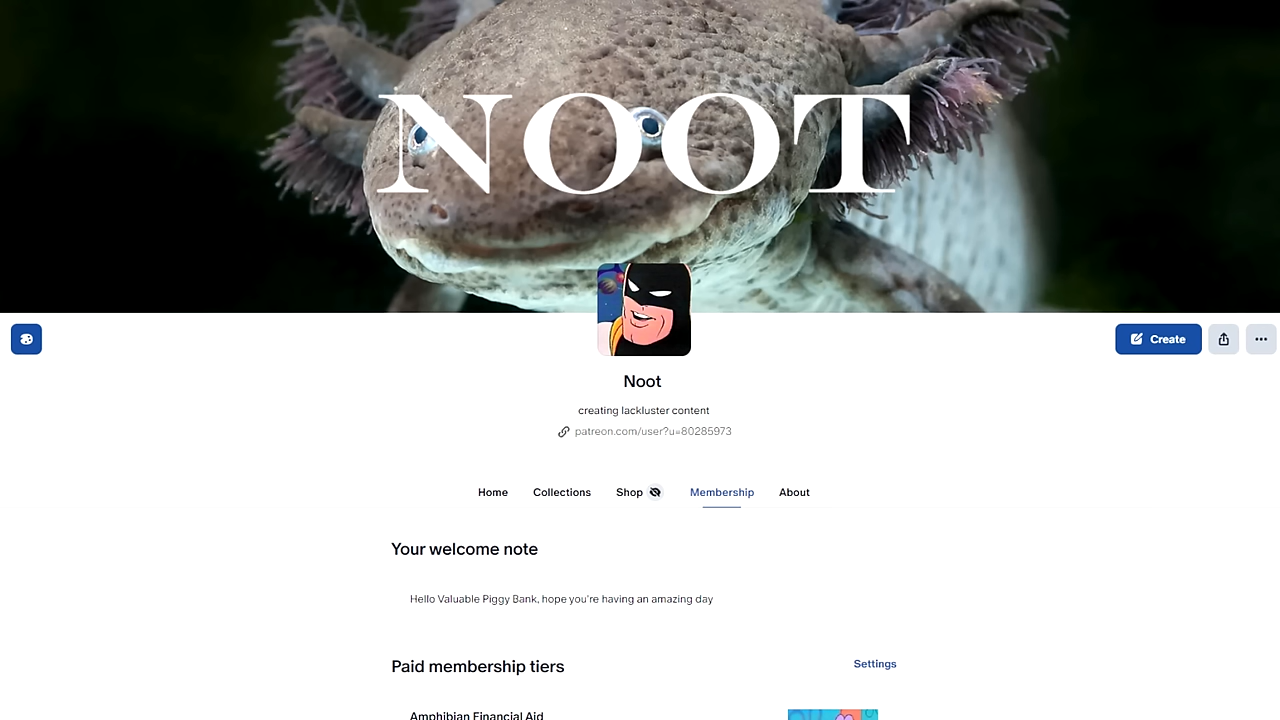 NOOT
Create
Noot
creating lackluster content
patreon.com/user?u=80285973
Home Collections Shop Membership About
Your welcome note
Hello Valuable Piggy Bank, hope you're having an amazing day
Paid membership tiers Settings
Amphibian Financial Aid